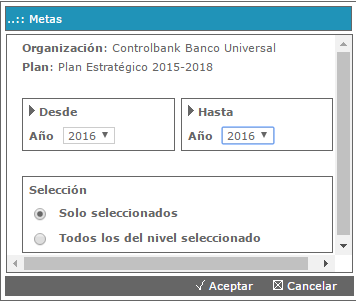 ..:: Metas
Organización: Controlbank Banco Universal
Plan: Plan Estratégico 2015-2018
Desde Hasta
Año 2016 Año 2016
Selección
Solo seleccionados
Todos los del nivel seleccionado
Aceptar Cancelar